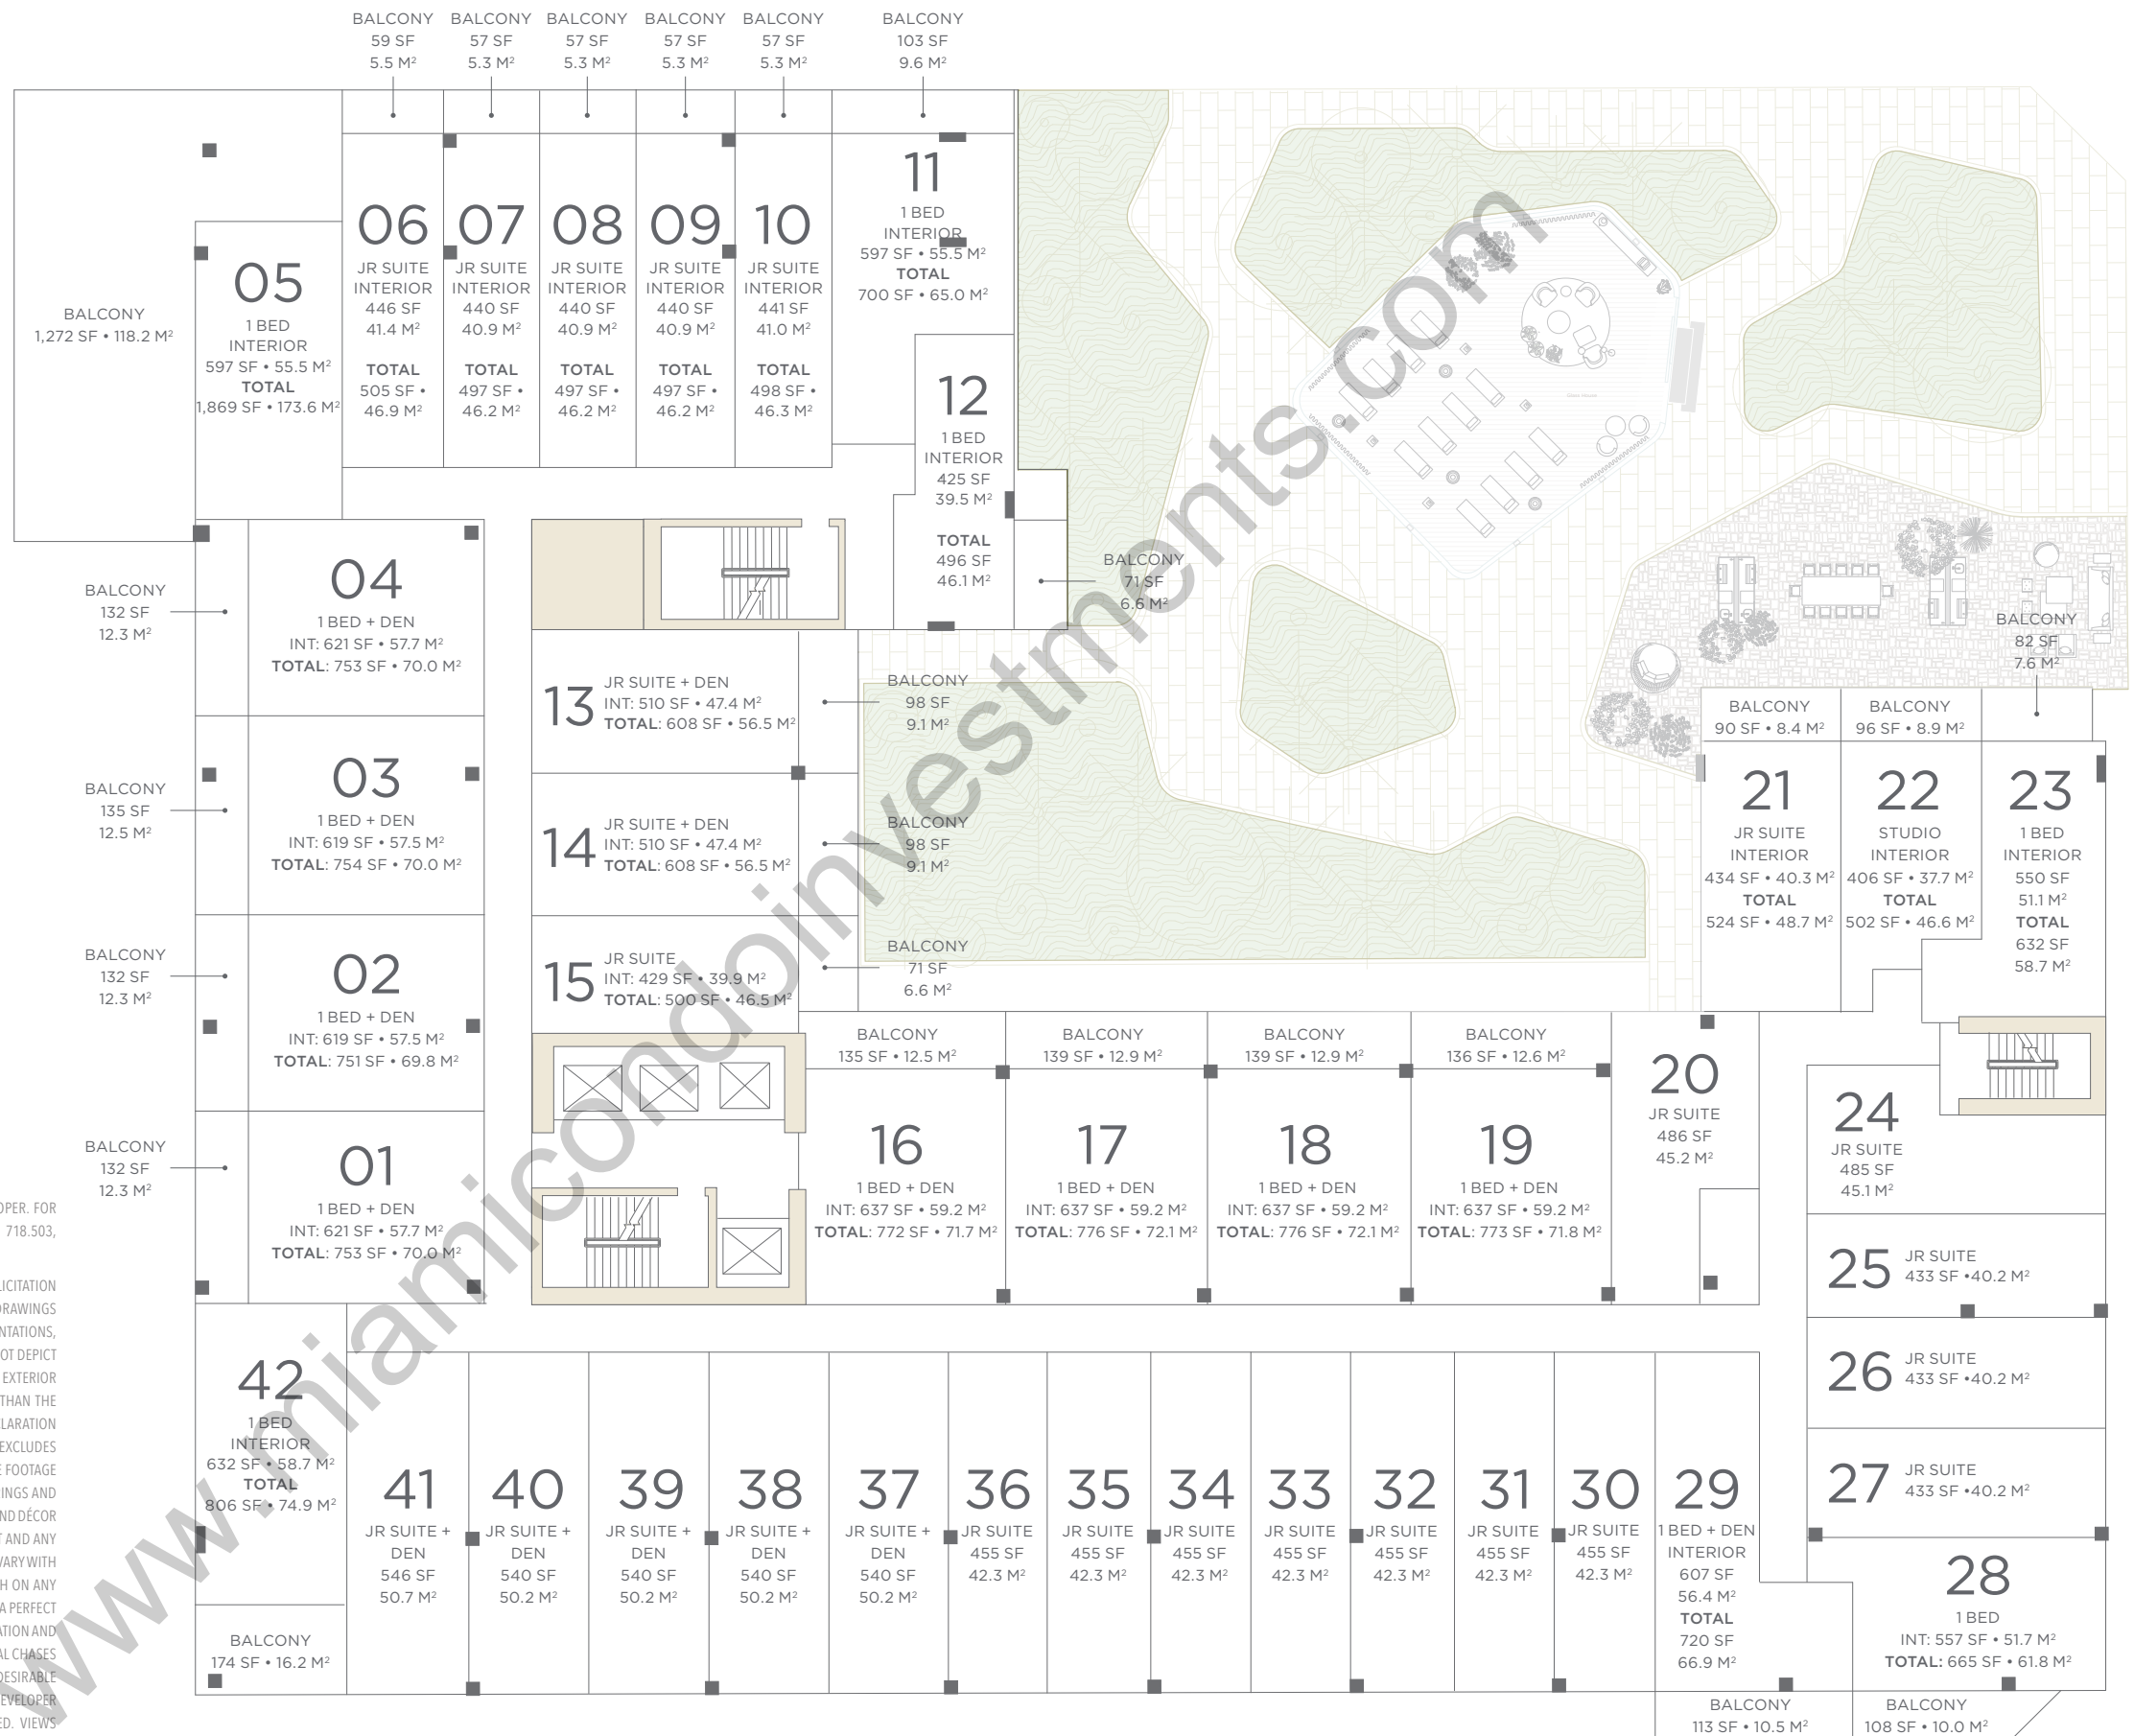 BALCONY
59 SF
5.5 M²
BALCONY
57 SF
5.3 M²
BALCONY
57 SF
5.3 M²
BALCONY
57 SF
5.3 M²
BALCONY
57 SF
5.3 M²
BALCONY
103 SF
9.6 M²
BALCONY
1,272 SF • 118.2 M²
05
1 BED
INTERIOR
597 SF • 55.5 M²
TOTAL
1,869 SF • 173.6 M²
06
JR SUITE
INTERIOR
446 SF
41.4 M²
TOTAL
505 SF •
46.9 M²
07
JR SUITE
INTERIOR
440 SF
40.9 M²
TOTAL
497 SF •
46.2 M²
08
JR SUITE
INTERIOR
440 SF
40.9 M²
TOTAL
497 SF •
46.2 M²
09
JR SUITE
INTERIOR
440 SF
40.9 M²
TOTAL
497 SF •
46.2 M²
10
JR SUITE
INTERIOR
441 SF
41.0 M²
TOTAL
498 SF •
46.3 M²
11
1 BED
INTERIOR
597 SF • 55.5 M²
TOTAL
700 SF • 65.0 M²
12
1 BED
INTERIOR
425 SF
39.5 M²
TOTAL
496 SF
46.1 M²
BALCONY
71 SF
6.6 M²
BALCONY
132 SF
12.3 M²
04
1 BED + DEN
INT: 621 SF • 57.7 M²
TOTAL: 753 SF • 70.0 M²
BALCONY
135 SF
12.5 M²
03
1 BED + DEN
INT: 619 SF • 57.5 M²
TOTAL: 754 SF • 70.0 M²
BALCONY
132 SF
12.3 M²
02
1 BED + DEN
INT: 619 SF • 57.5 M²
TOTAL: 751 SF • 69.8 M²
BALCONY
132 SF
12.3 M²
01
1 BED + DEN
INT: 621 SF • 57.7 M²
TOTAL: 753 SF • 70.0 M²
13
JR SUITE + DEN
INT: 510 SF • 47.4 M²
TOTAL: 608 SF • 56.5 M²
BALCONY
98 SF
9.1 M²
14
JR SUITE + DEN
INT: 510 SF • 47.4 M²
TOTAL: 608 SF • 56.5 M²
BALCONY
98 SF
9.1 M²
15
JR SUITE
INT: 429 SF • 39.9 M²
TOTAL: 500 SF • 46.5 M²
BALCONY
71 SF
6.6 M²
BALCONY
135 SF • 12.5 M²
16
1 BED + DEN
INT: 637 SF • 59.2 M²
TOTAL: 772 SF • 71.7 M²
BALCONY
139 SF • 12.9 M²
17
1 BED + DEN
INT: 637 SF • 59.2 M²
TOTAL: 776 SF • 72.1 M²
BALCONY
139 SF • 12.9 M²
18
1 BED + DEN
INT: 637 SF • 59.2 M²
TOTAL: 776 SF • 72.1 M²
BALCONY
136 SF • 12.6 M²
19
1 BED + DEN
INT: 637 SF • 59.2 M²
TOTAL: 773 SF • 71.8 M²
20
JR SUITE
486 SF
45.2 M²
BALCONY
90 SF • 8.4 M²
21
JR SUITE
INTERIOR
434 SF • 40.3 M²
TOTAL
524 SF • 48.7 M²
BALCONY
96 SF • 8.9 M²
22
STUDIO
INTERIOR
406 SF • 37.7 M²
TOTAL
502 SF • 46.6 M²
BALCONY
82 SF
7.6 M²
23
1 BED
INTERIOR
550 SF
51.1 M²
TOTAL
632 SF
58.7 M²
24
JR SUITE
485 SF
45.1 M²
25
JR SUITE
433 SF •40.2 M²
26
JR SUITE
433 SF •40.2 M²
27
JR SUITE
433 SF •40.2 M²
28
1 BED
INT: 557 SF • 51.7 M²
TOTAL: 665 SF • 61.8 M²
BALCONY
108 SF • 10.0 M²
29
1 BED + DEN
INTERIOR
607 SF
56.4 M²
TOTAL
720 SF
66.9 M²
BALCONY
113 SF • 10.5 M²
30
JR SUITE
455 SF
42.3 M²
31
JR SUITE
455 SF
42.3 M²
32
JR SUITE
455 SF
42.3 M²
33
JR SUITE
455 SF
42.3 M²
34
JR SUITE
455 SF
42.3 M²
35
JR SUITE
455 SF
42.3 M²
36
JR SUITE
455 SF
42.3 M²
37
JR SUITE +
DEN
540 SF
50.2 M²
38
JR SUITE +
DEN
540 SF
50.2 M²
39
JR SUITE +
DEN
540 SF
50.2 M²
40
JR SUITE +
DEN
540 SF
50.2 M²
41
JR SUITE +
DEN
546 SF
50.7 M²
42
1 BED
INTERIOR
632 SF • 58.7 M²
TOTAL
806 SF • 74.9 M²
BALCONY
174 SF • 16.2 M²
OPER. FOR
718.503,
LICITATION
DRAWINGS
NTATIONS,
OT DEPICT
EXTERIOR
THAN THE
CLARATION
EXCLUDES
E FOOTAGE
RINGS AND
ND DÉCOR
T AND ANY
VARY WITH
H ON ANY
A PERFECT
ATION AND
AL CHASES
DESIRABLE
EVELOPER
ED. VIEWS
www.miamicondoinvestments.com